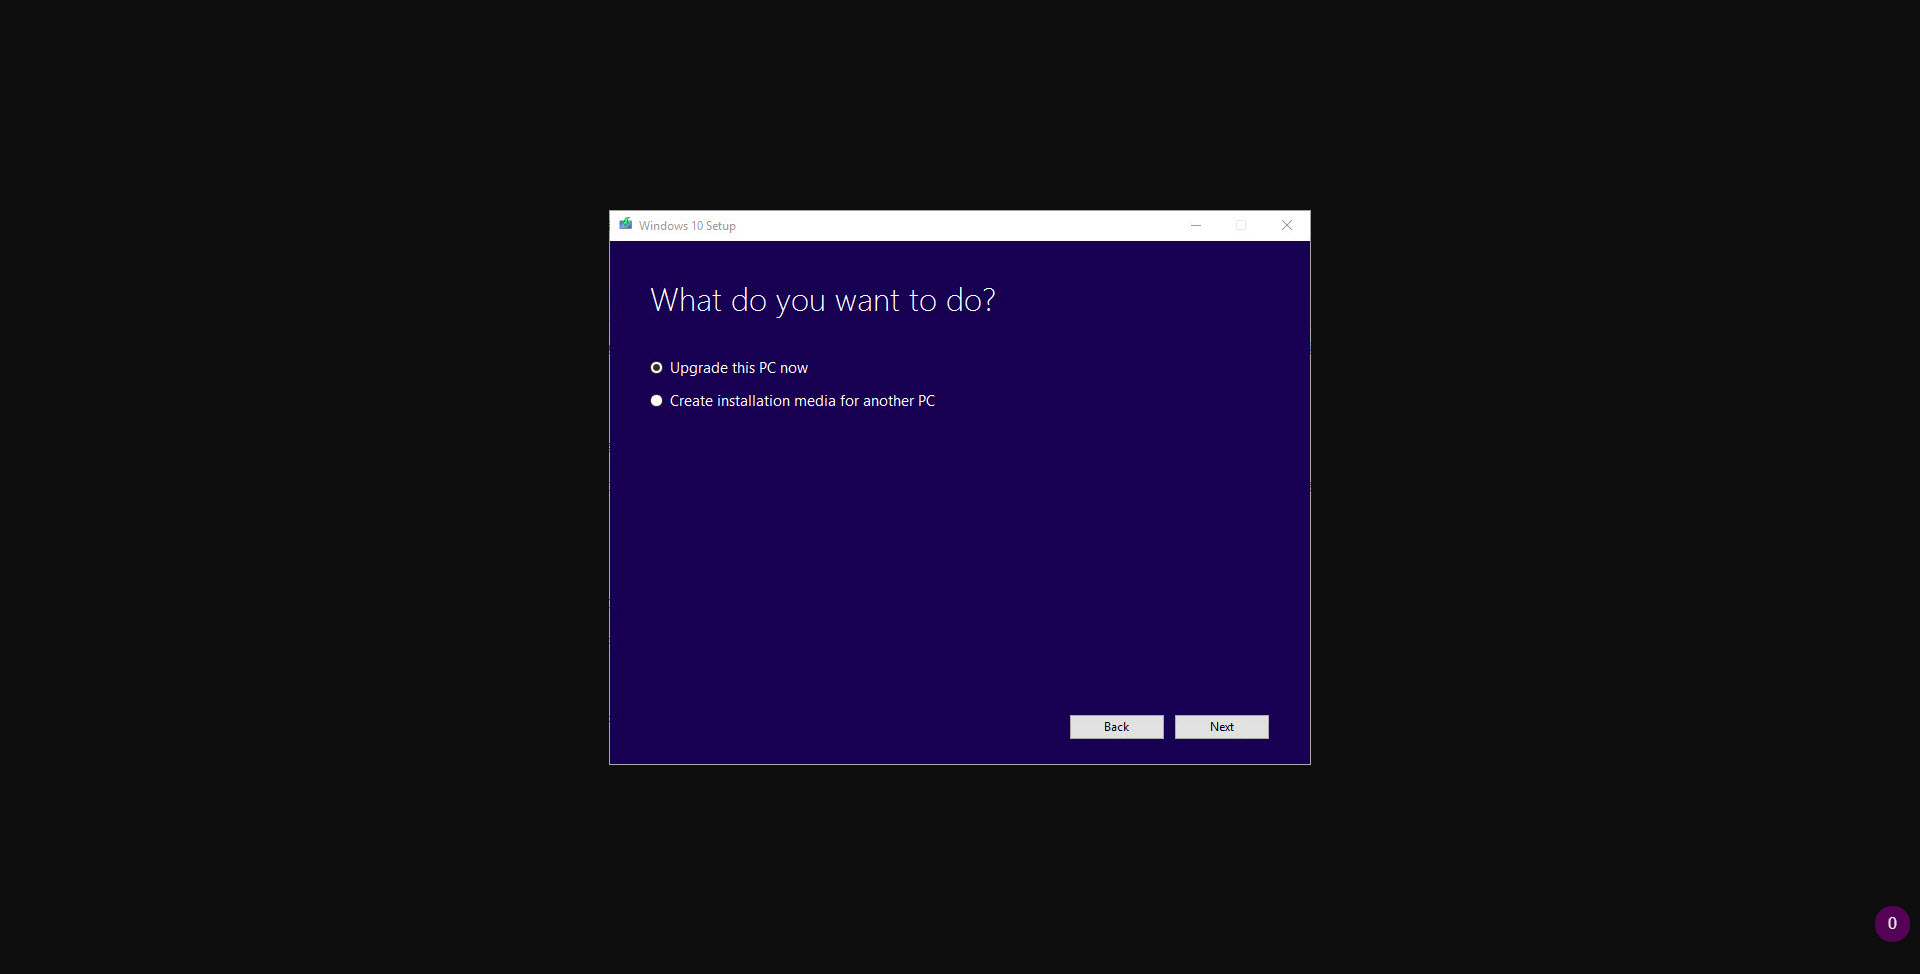 Windows 10 Setup
What do you want to do?
Upgrade this PC now
Create installation media for another PC
Back
Next
0